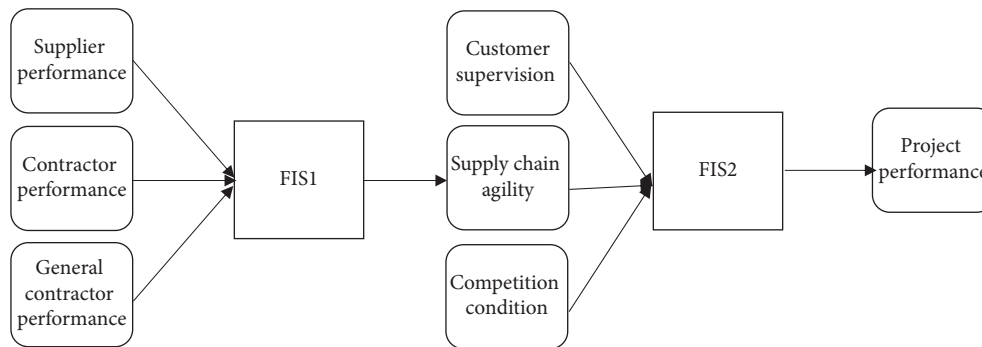 Supplier
performance
Contractor
performance
General
contractor
performance
FIS1
Customer
supervision
Supply chain
agility
Competition
condition
FIS2
Project
performance